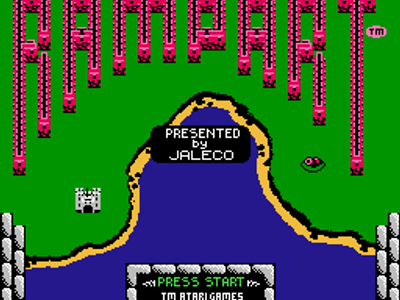 RAMPART
TM
PRESENTED
by
JALECO
PRESS START
TM ATARI GAMES